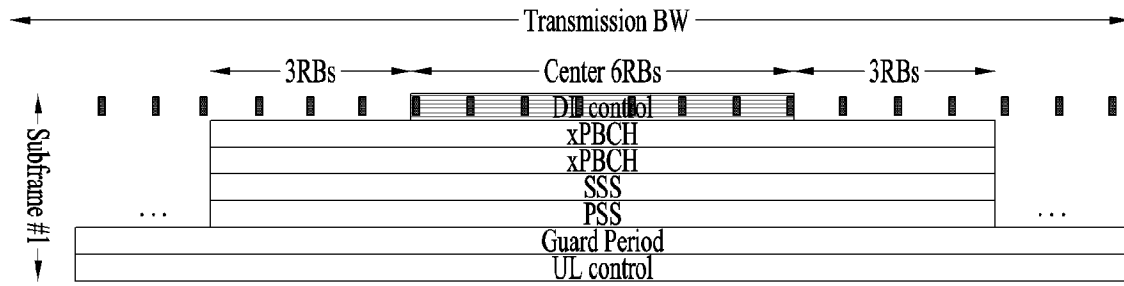 Transmission BW
3RBs
Center 6RBs
3RBs
DL control
xPBCH
xPBCH
SSS
PSS
...
...
Guard Period
UL control
Subframe #1